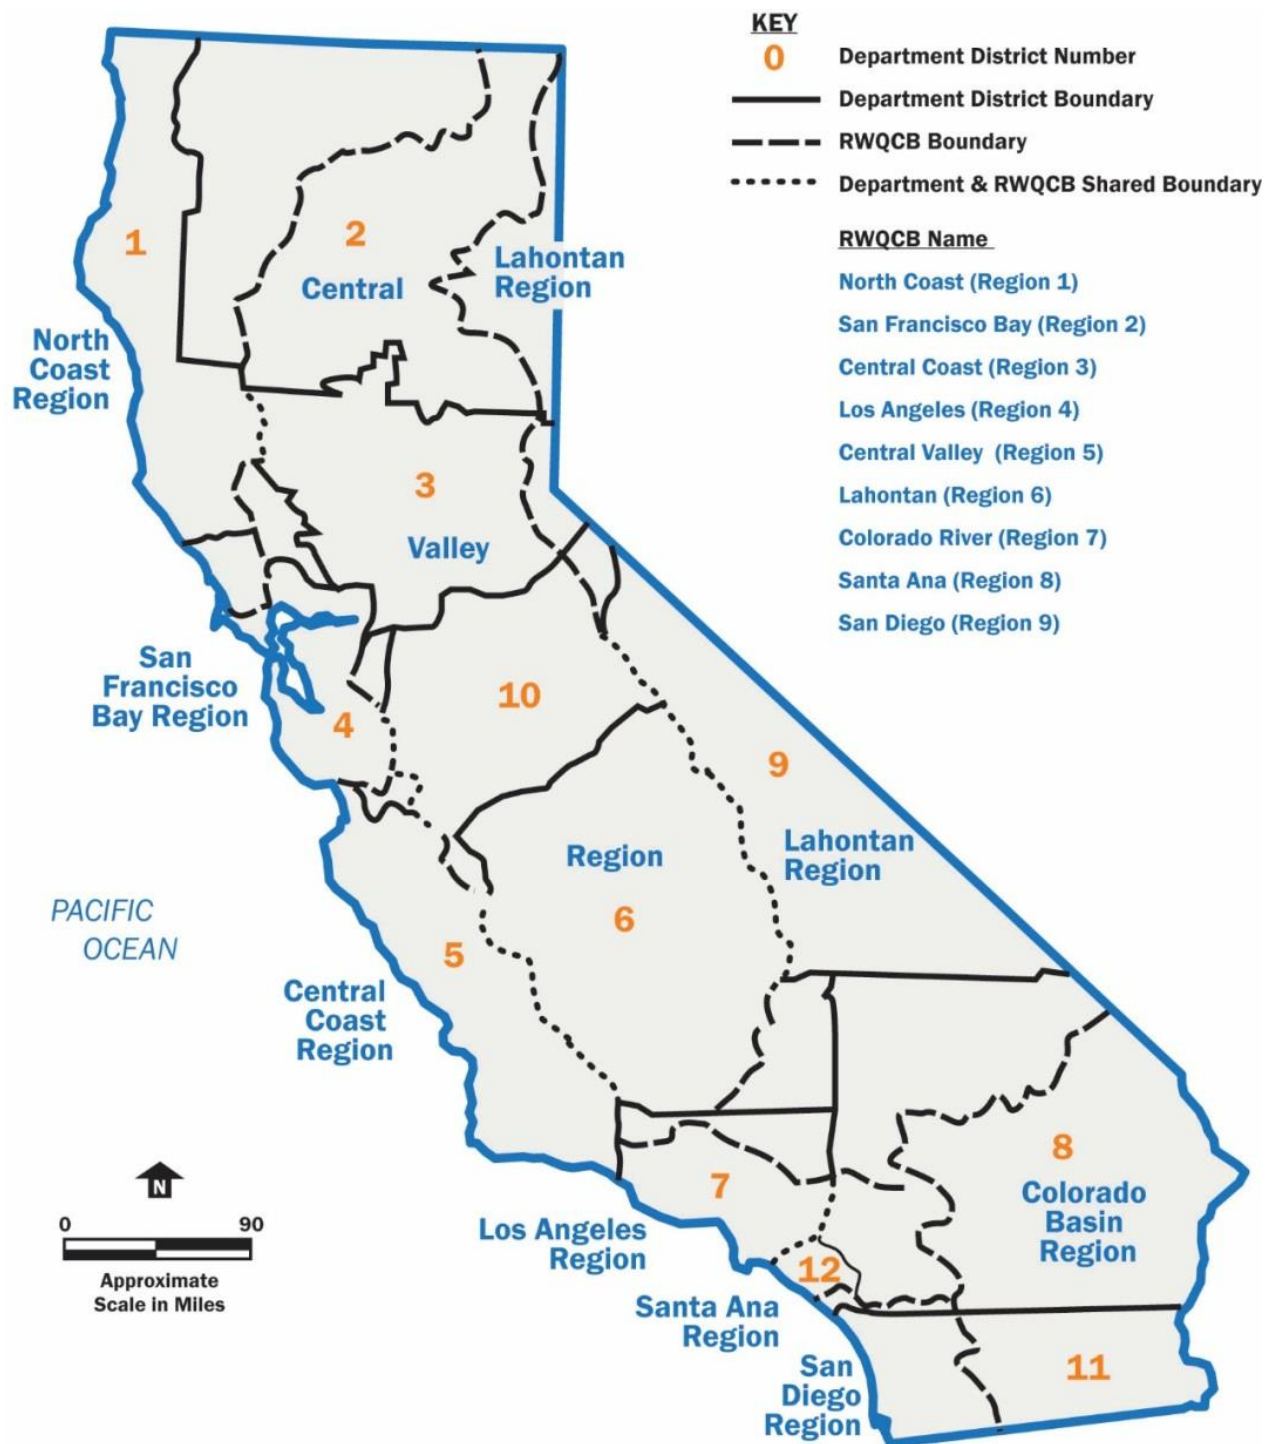 KEY
0 Department District Number
Department District Boundary
RWQCB Boundary
Department & RWQCB Shared Boundary
RWQCB Name
North Coast (Region 1)
San Francisco Bay (Region 2)
Central Coast (Region 3)
Los Angeles (Region 4)
Central Valley (Region 5)
Lahontan (Region 6)
Colorado River (Region 7)
Santa Ana (Region 8)
San Diego (Region 9)
1
2
Central
Lahontan
Region
North
Coast
Region
3
Valley
San
Francisco
Bay Region
4
10
9
Lahontan
Region
Region
6
PACIFIC
OCEAN
5
Central
Coast
Region
8
Colorado
Basin
Region
7
Los Angeles
Region
12
Santa Ana
Region
San
Diego
Region
11
N
0 90
Approximate
Scale in Miles